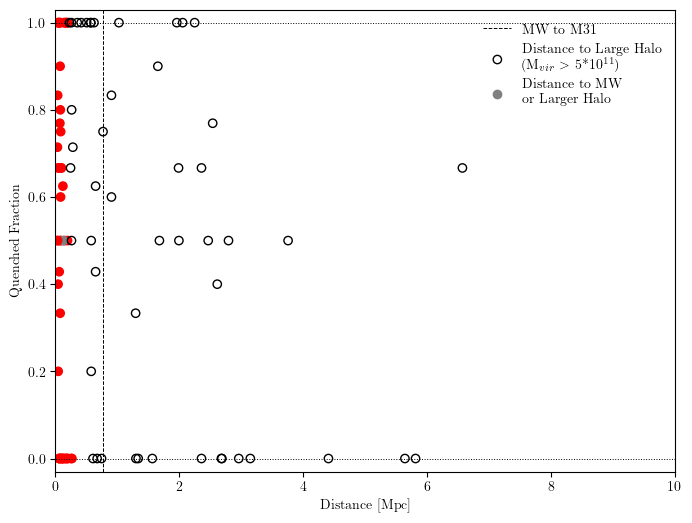 MW to M31
Distance to Large Halo
(M_vir > 5*10^11)
Distance to MW
or Larger Halo
1.0
0.8
0.6
0.4
0.2
0.0
Quenched Fraction
0 2 4 6 8 10
Distance [Mpc]